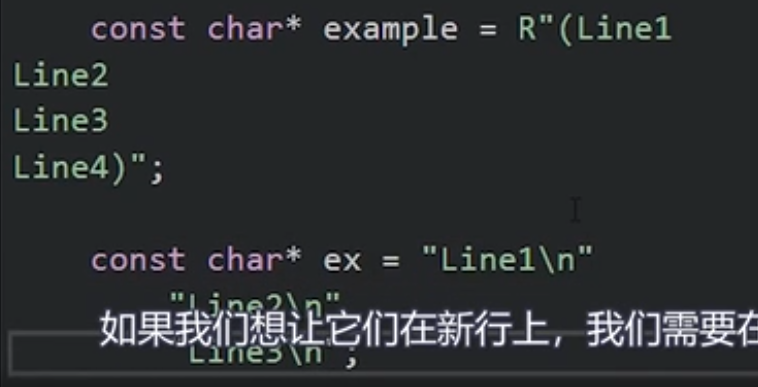 const char* example = R"(Line1
Line2
Line3
Line4)";
const char* ex = "Line1\n"
"Line2\n"
如果我们想让它们在新行上，我们需要在
"Line3\n";